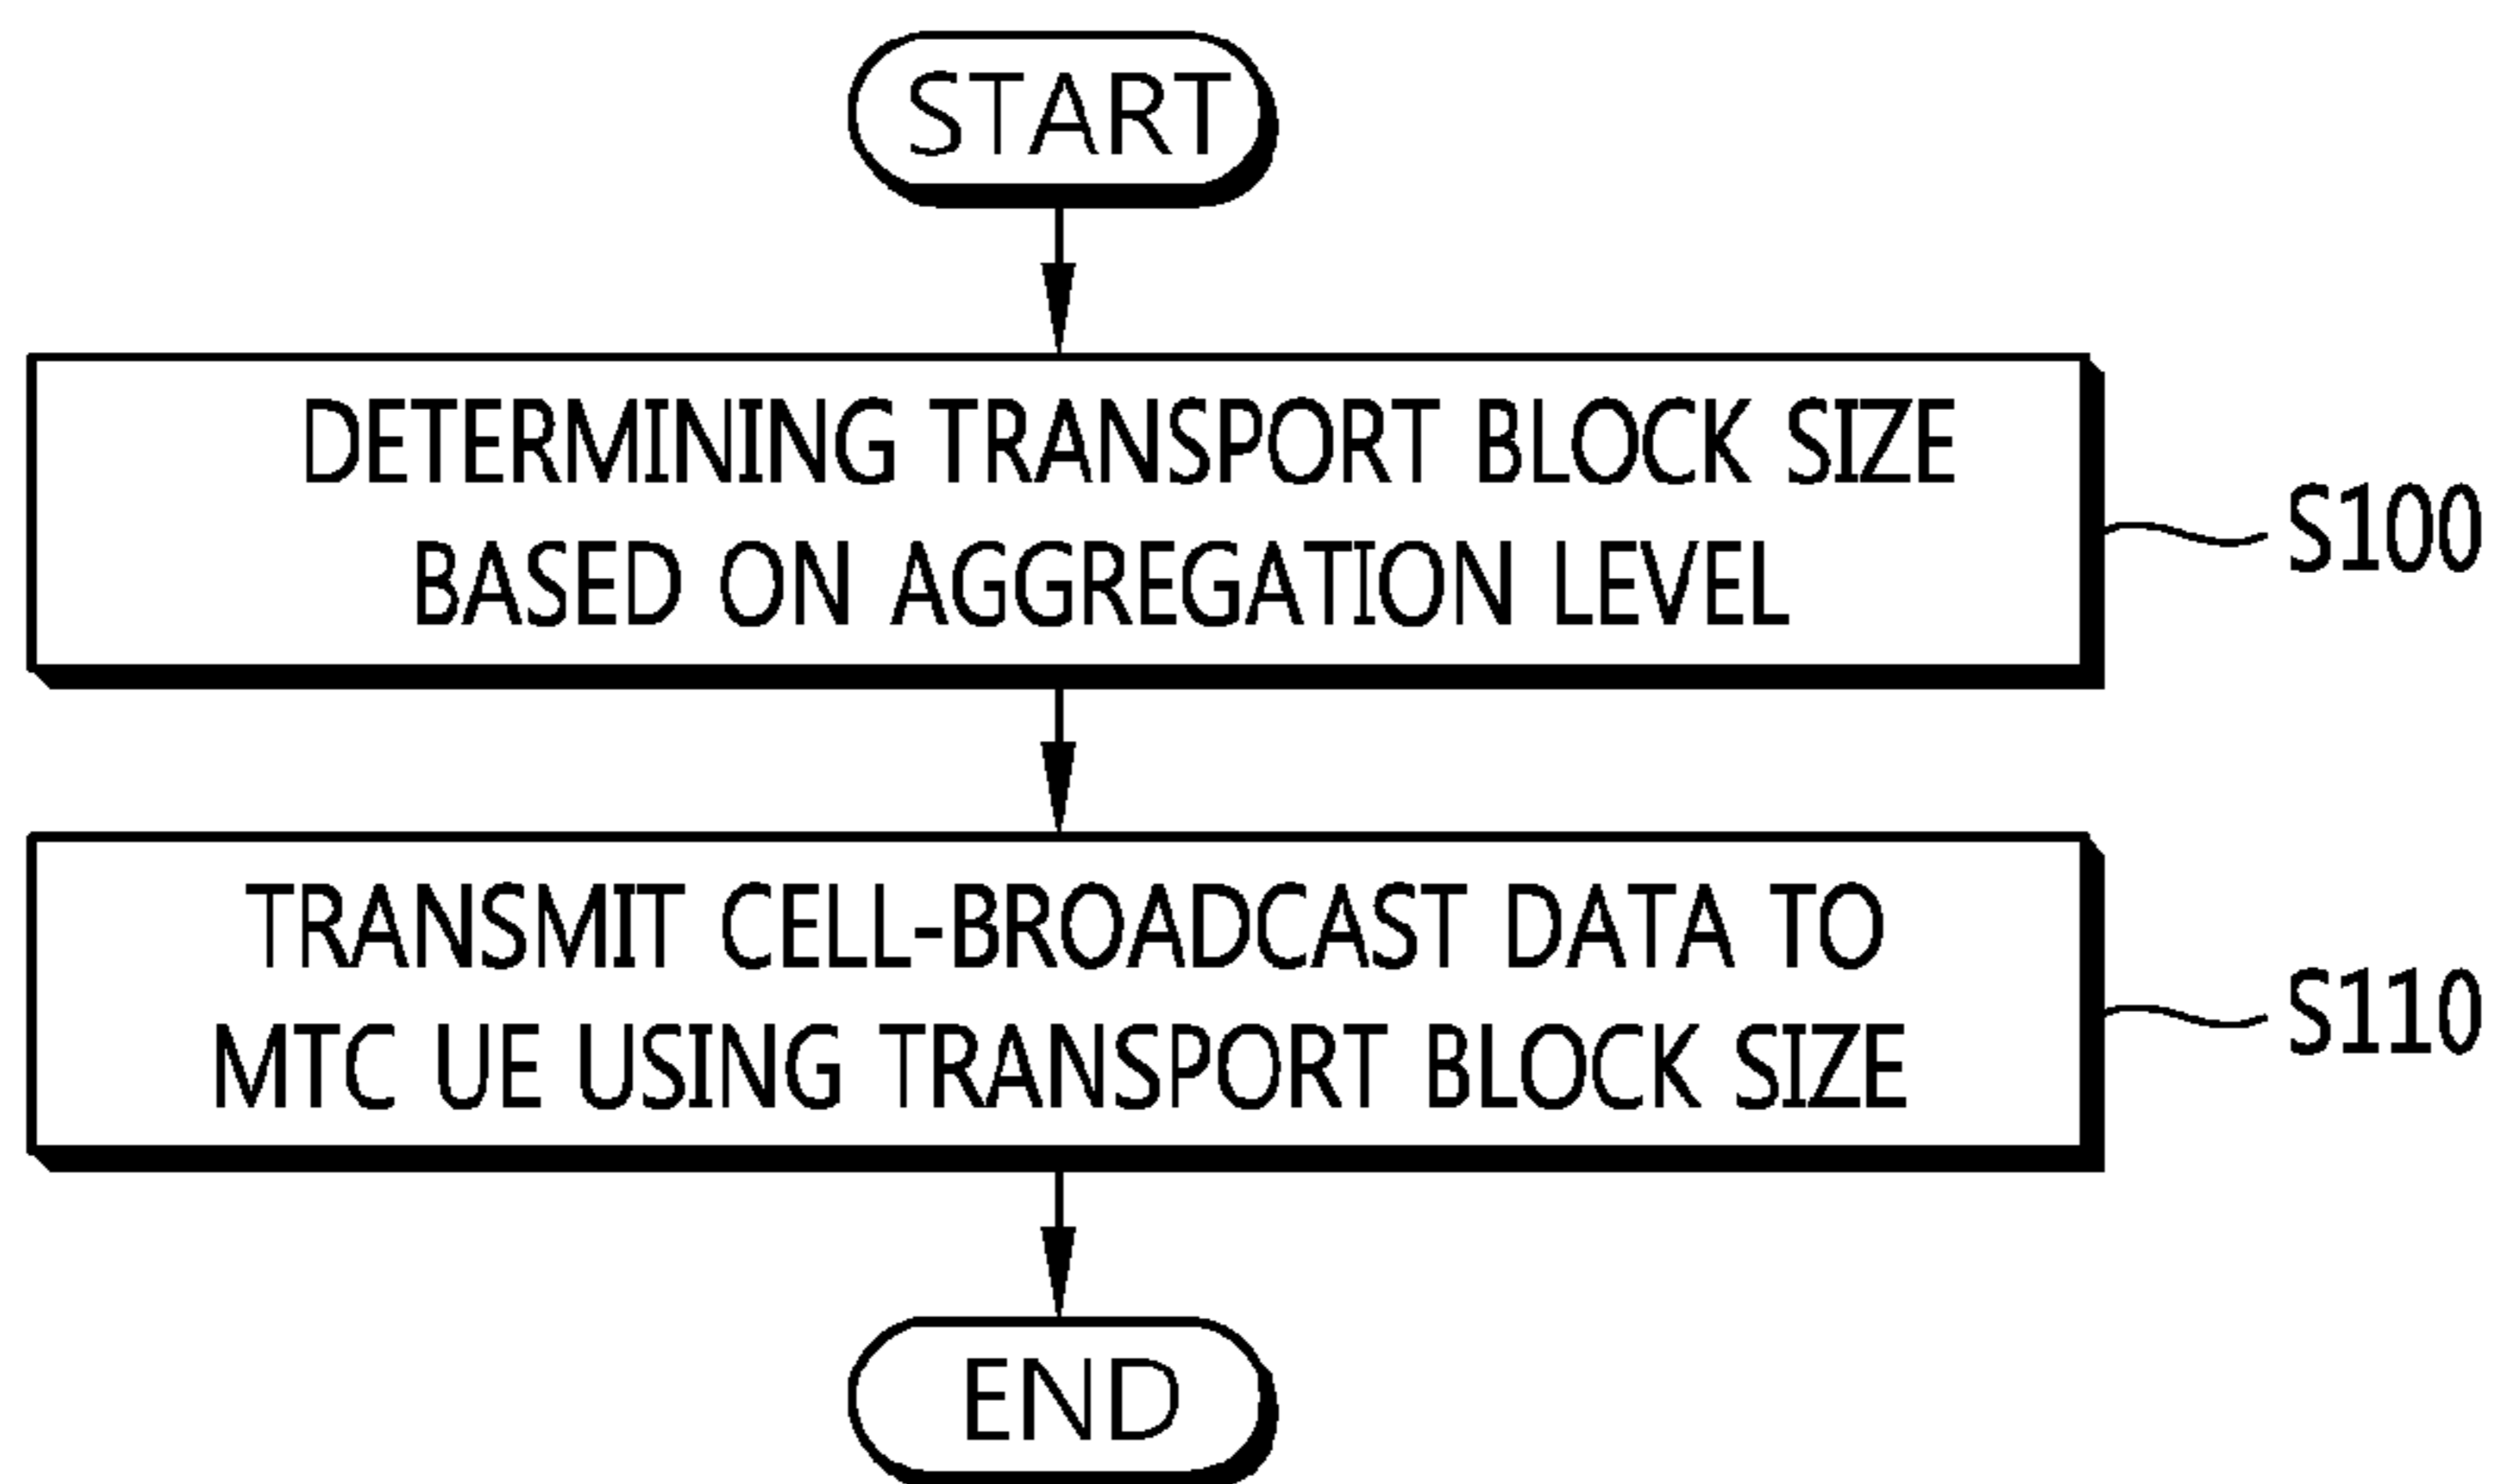 START
DETERMINING TRANSPORT BLOCK SIZE
BASED ON AGGREGATION LEVEL
S100
TRANSMIT CELL-BROADCAST DATA TO
MTC UE USING TRANSPORT BLOCK SIZE
S110
END